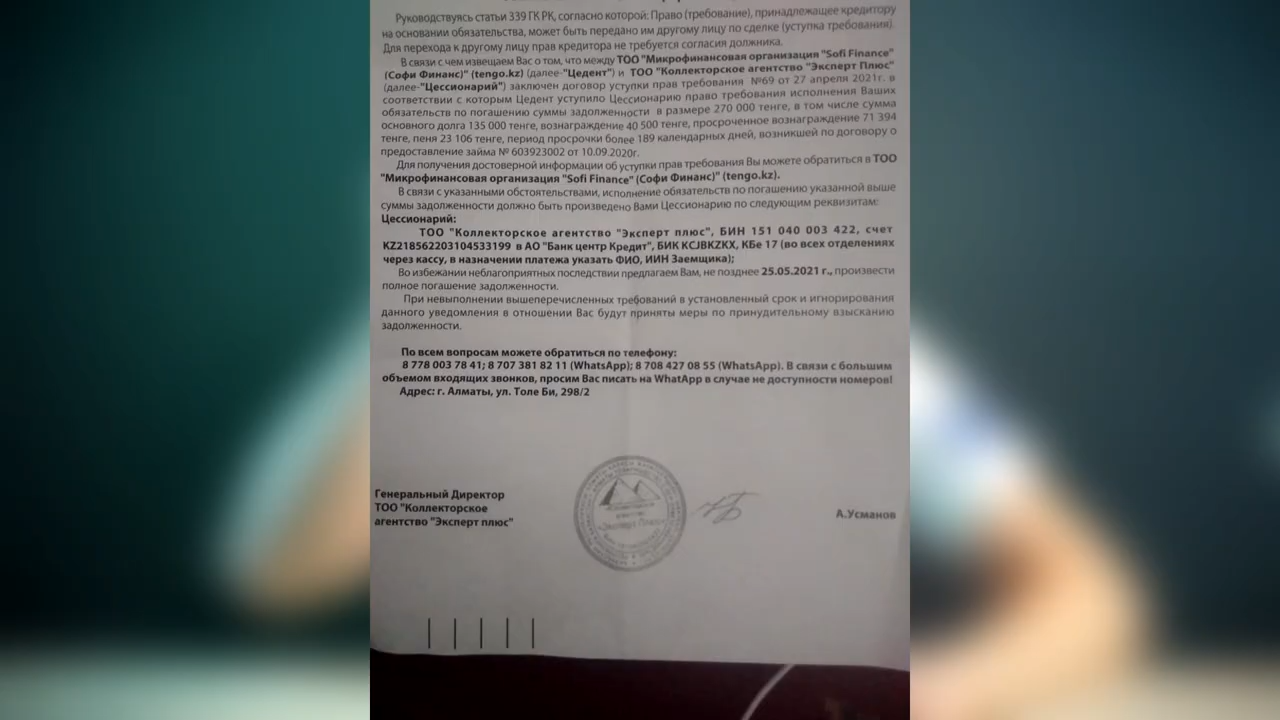 Руководствуясь статьи 339 ГК РК, согласно которой: Право (требование), принадлежащее кредитору
на основании обязательства, может быть передано им другому лицу по сделке (уступка требования).
Для перехода к другому лицу прав кредитора не требуется согласия должника.
В связи с чем извещаем Вас о том, что между ТОО "Микрофинансовая организация "Sofi Finance"
(Софи Финанс)" (tengo.kz) (далее-"Цедент") и ТОО "Коллекторское агентство "Эксперт Плюс"
(далее-"Цессионарий") заключен договор уступки прав требования №69 от 27 апреля 2021г. в
соответствии с которым Цедент уступило Цессионарию право требования исполнения Ваших
обязательств по погашению суммы задолженности в размере 270 000 тенге, в том числе сумма
основного долга 135 000 тенге, вознаграждение 40 500 тенге, просроченное вознаграждение 71 394
тенге, пеня 23 106 тенге, период просрочки более 189 календарных дней, возникшей по договору о
предоставление займа № 603923002 от 10.09.2020г.
Для получения достоверной информации об уступки прав требования Вы можете обратиться в ТОО
"Микрофинансовая организация "Sofi Finance" (Софи Финанс)" (tengo.kz).
В связи с указанными обстоятельствами, исполнение обязательств по погашению указанной выше
суммы задолженности должно быть произведено Вами Цессионарию по следующим реквизитам:
Цессионарий:
ТОО "Коллекторское агентство "Эксперт плюс", БИН 151 040 003 422, счет
KZ218562203104533199 в АО "Банк центр Кредит", БИК KCJBKZKX, КБе 17 (во всех отделениях
через кассу, в назначении платежа указать ФИО, ИИН Заемщика);
Во избежании неблагоприятных последствии предлагаем Вам, не позднее 25.05.2021 г., произвести
полное погашение задолженности.
При невыполнении вышеперечисленных требований в установленный срок и игнорирования
данного уведомления в отношении Вас будут приняты меры по принудительному взысканию
задолженности.
По всем вопросам можете обратиться по телефону:
8 778 003 78 41; 8 707 381 82 11 (WhatsApp); 8 708 427 08 55 (WhatsApp). В связи с большим
объемом входящих звонков, просим Вас писать на WhatApp в случае не доступности номеров!
Адрес: г. Алматы, ул. Толе Би, 298/2
Генеральный Директор
ТОО "Коллекторское
агентство "Эксперт плюс"
А.Усманов
«Эксперт Плюс»